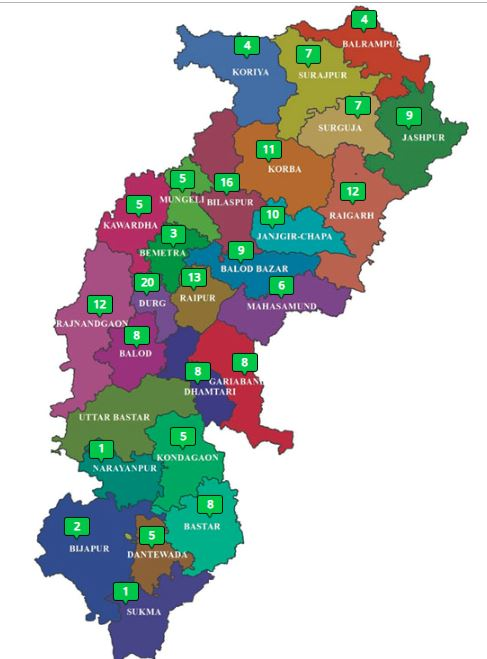 4
BALRAMPUR
4
KORIYA
7
SURAJPUR
7
SURGUJA
9
JASHPUR
11
KORBA
5
MUNGELI
16
BILASPUR
12
RAIGARH
5
KAWARDHA
10
JANJGIR-CHAPA
3
BEMETRA
9
BALOD BAZAR
20
DURG
13
RAIPUR
6
MAHASAMUND
12
RAJNANDGAON
8
BALOD
8
DHAMTARI
8
GARIABAND
UTTAR BASTAR
5
KONDAGAON
1
NARAYANPUR
8
BASTAR
2
BIJAPUR
5
DANTEWADA
1
SUKMA